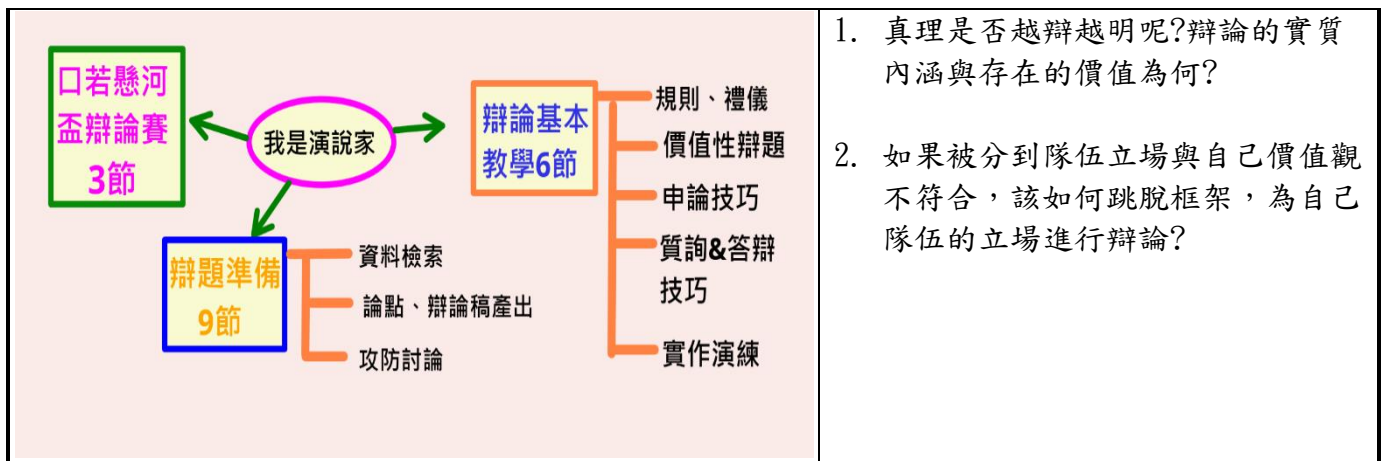 口若懸河
盃辯論賽
3節
我是演說家
辯論基本
教學6節
規則、禮儀
價值性辯題
申論技巧
質詢&答辯
技巧
實作演練
辯題準備
9節
資料檢索
論點、辯論稿產出
攻防討論
1. 真理是否越辯越明呢?辯論的實質
內涵與存在的價值為何?
2. 如果被分到隊伍立場與自己價值觀
不符合，該如何跳脫框架，為自己
隊伍的立場進行辯論?